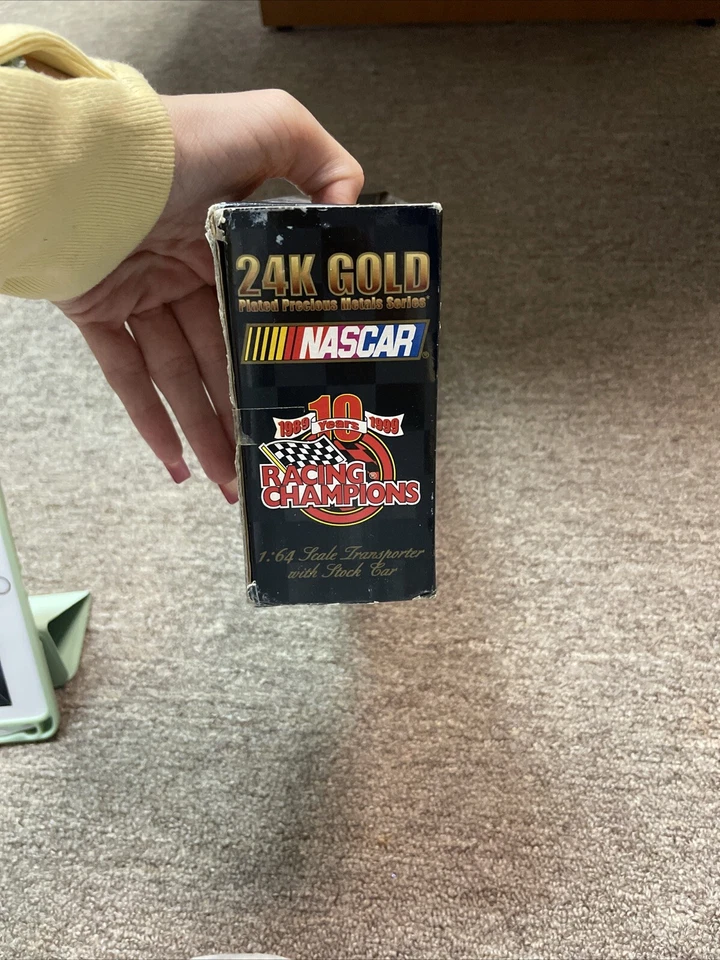 24K GOLD
Plated Precious Metals Series
NASCAR®
10
1989 Years 1999
RACING
CHAMPIONS
1:64 Scale Transporter
with Stock Car